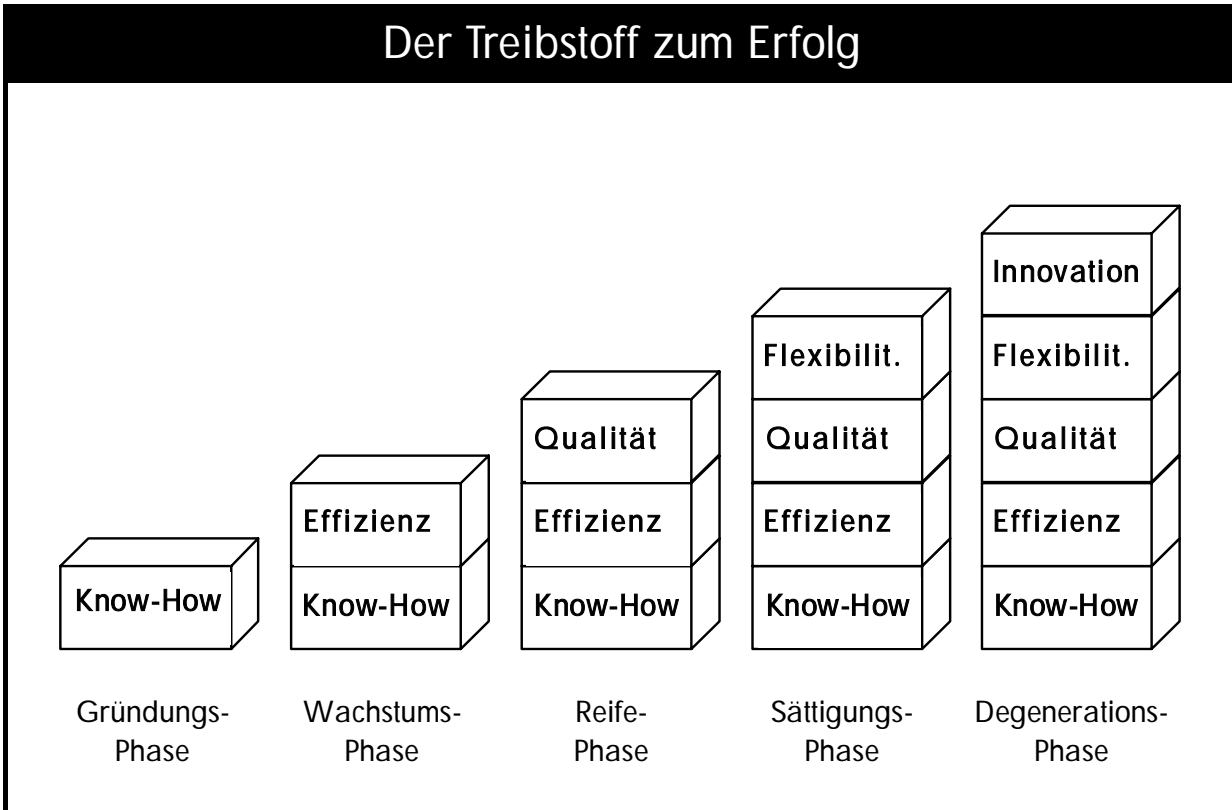 Der Treibstoff zum Erfolg
Know-How
Gründungs-
Phase
Effizienz
Know-How
Wachstums-
Phase
Qualität
Effizienz
Know-How
Reife-
Phase
Flexibilit.
Qualität
Effizienz
Know-How
Sättigungs-
Phase
Innovation
Flexibilit.
Qualität
Effizienz
Know-How
Degenerations-
Phase